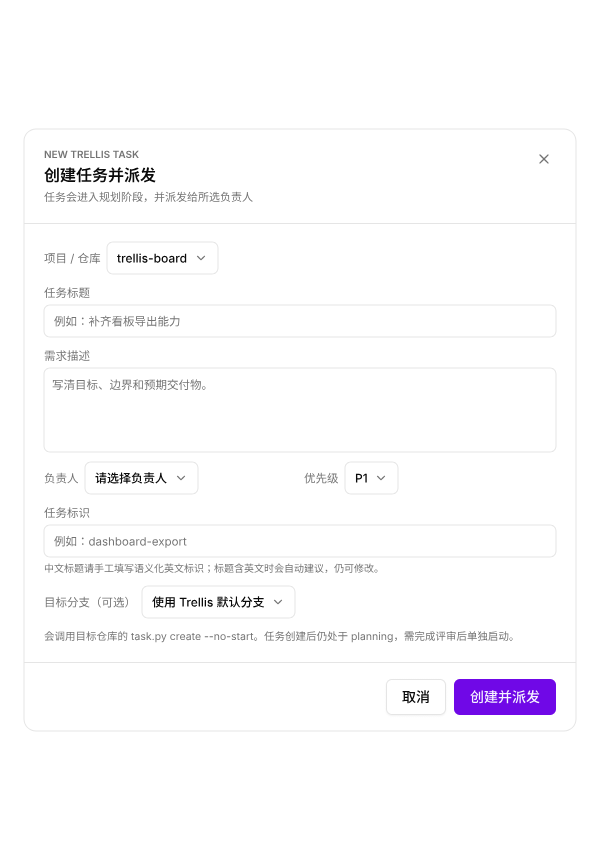 NEW TRELLIS TASK
创建任务并派发
任务会进入规划阶段，并派发给所选负责人
项目 / 仓库 trellis-board
任务标题
例如：补齐看板导出能力
需求描述
写清目标、边界和预期交付物。
负责人 请选择负责人 优先级 P1
任务标识
例如：dashboard-export
中文标题请手工填写语义化英文标识；标题含英文时会自动建议，仍可修改。
目标分支（可选） 使用 Trellis 默认分支
会调用目标仓库的 task.py create --no-start。任务创建后仍处于 planning，需完成评审后单独启动。
取消 创建并派发